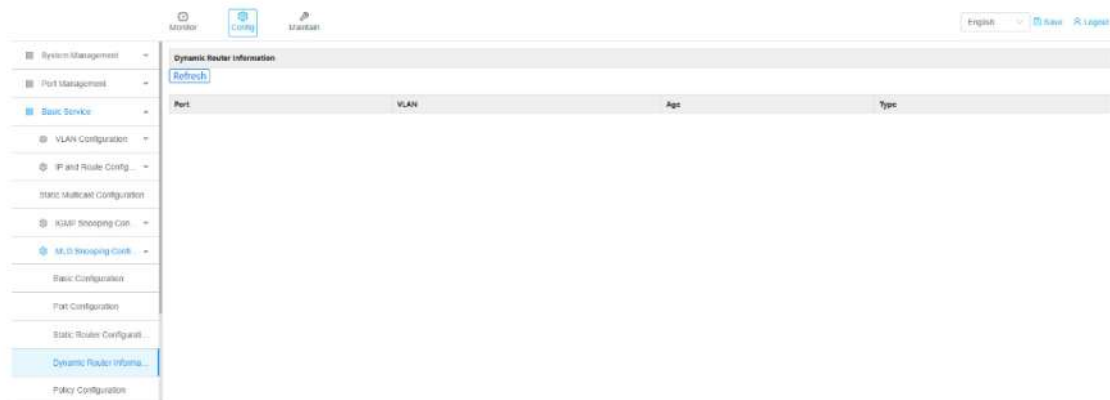 Monitor
Config
Maintain
English
Save
Logout
System Management
Port Management
Basic Service
VLAN Configuration
IP and Route Config...
Static Multicast Configuration
IGMP Snooping Con...
MLD Snooping Confi...
Basic Configuration
Port Configuration
Static Router Configurati...
Dynamic Router Informa...
Policy Configuration
Dynamic Router Information
Refresh
Port VLAN Age Type